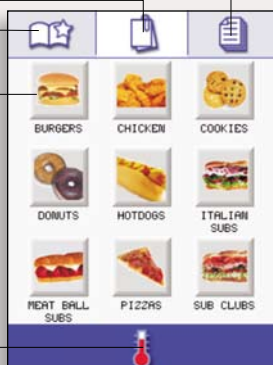 BURGERS CHICKEN COOKIES
DONUTS HOTDOGS ITALIAN
SUBS
MEAT BALL PIZZAS SUB CLUBS
SUBS